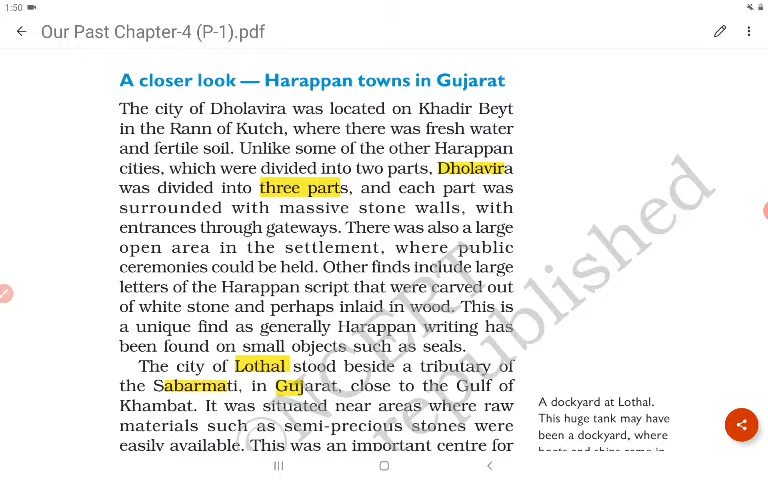 1:50
Our Past Chapter-4 (P-1).pdf
A closer look — Harappan towns in Gujarat
The city of Dholavira was located on Khadir Beyt
in the Rann of Kutch, where there was fresh water
and fertile soil. Unlike some of the other Harappan
cities, which were divided into two parts, Dholavira
was divided into three parts, and each part was
surrounded with massive stone walls, with
entrances through gateways. There was also a large
open area in the settlement, where public
ceremonies could be held. Other finds include large
letters of the Harappan script that were carved out
of white stone and perhaps inlaid in wood. This is
a unique find as generally Harappan writing has
been found on small objects such as seals.
The city of Lothal stood beside a tributary of
the Sabarmati, in Gujarat, close to the Gulf of
Khambat. It was situated near areas where raw
materials such as semi-precious stones were
easily available. This was an important centre for
A dockyard at Lothal.
This huge tank may have
been a dockyard, where
boats and ships came in
©NCERT
republished